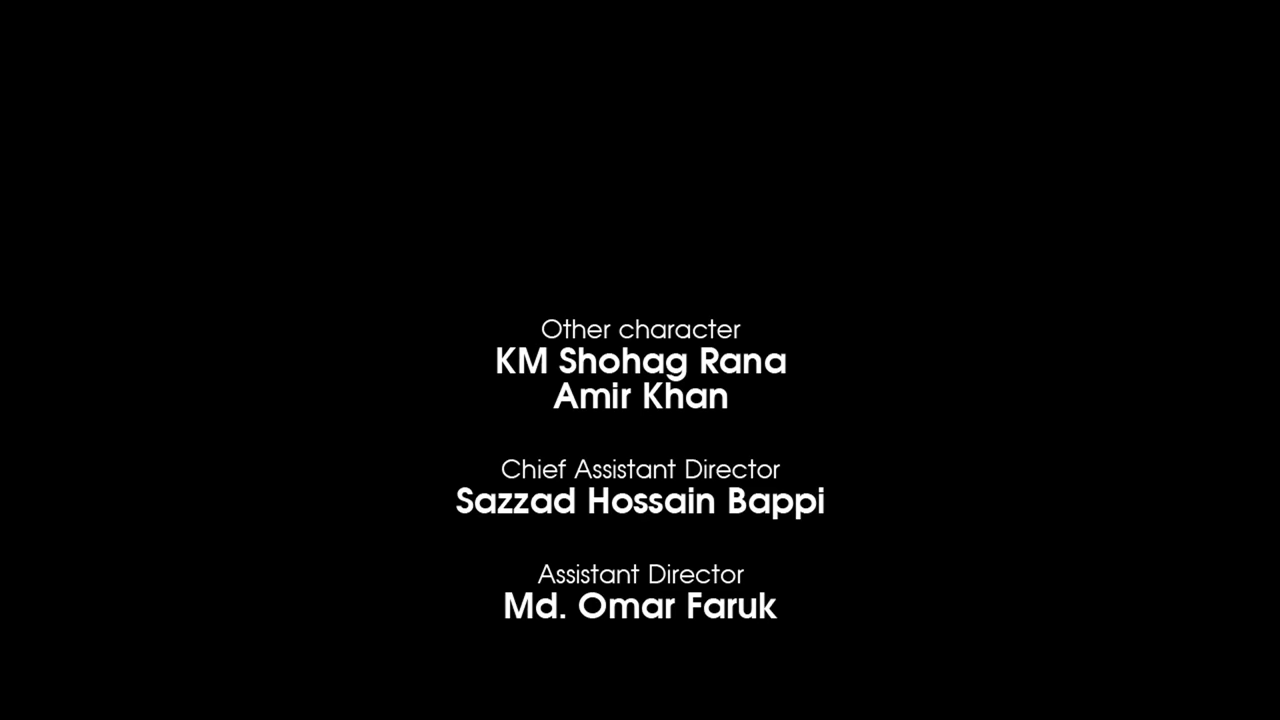 Other character
KM Shohag Rana
Amir Khan
Chief Assistant Director
Sazzad Hossain Bappi
Assistant Director
Md. Omar Faruk